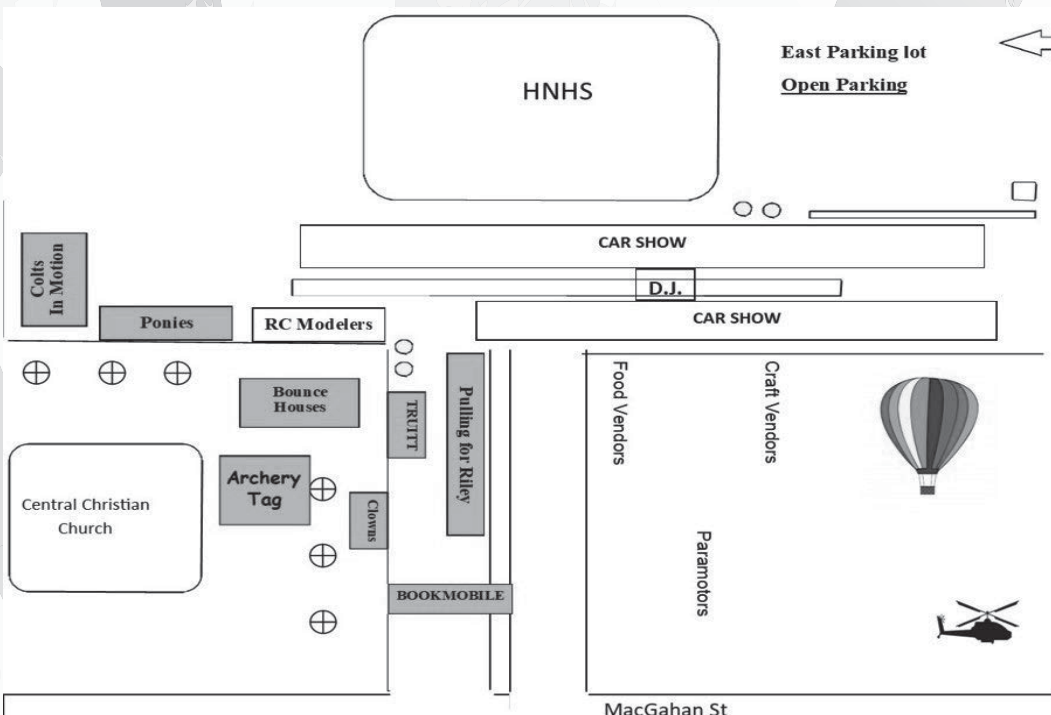 HNHS
East Parking lot
Open Parking
CAR SHOW
D.J.
CAR SHOW
Colts
In Motion
Ponies
RC Modelers
Bounce
Houses
TRUITT
Pulling for Riley
Food Vendors
Craft Vendors
Archery
Tag
Clowns
Central Christian
Church
Paramotors
BOOKMOBILE
MacGahan St